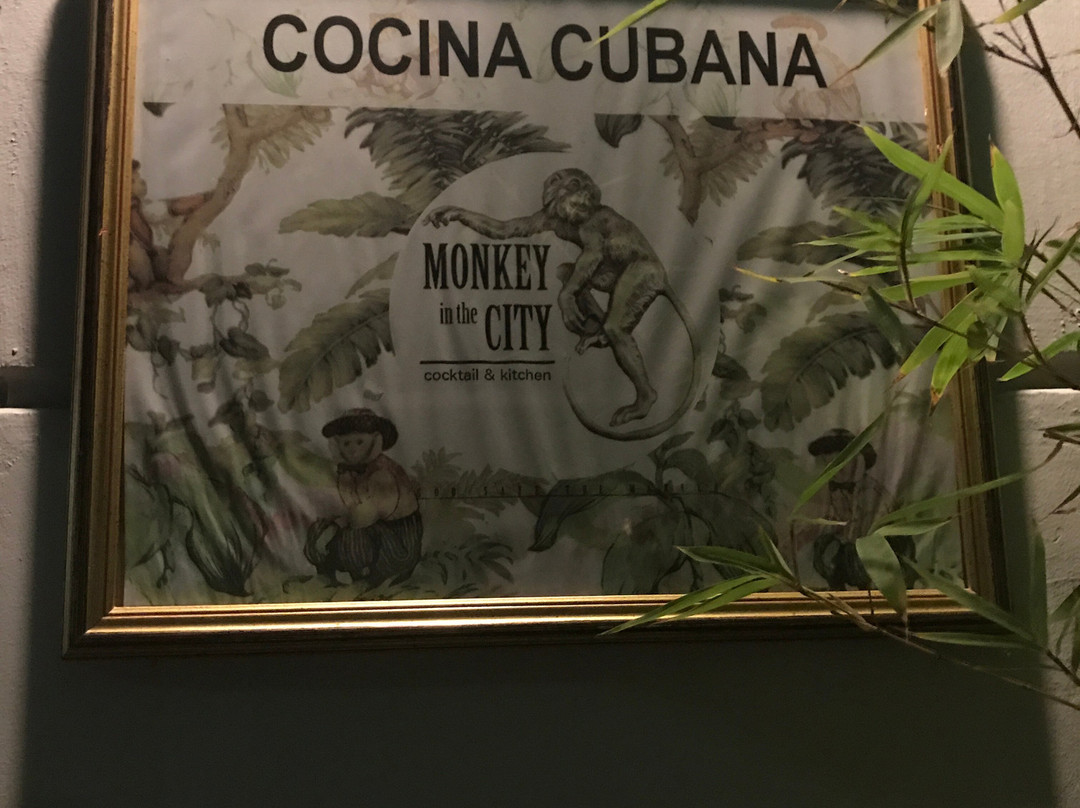 COCINA CUBANA
MONKEY
in the CITY
cocktail & kitchen